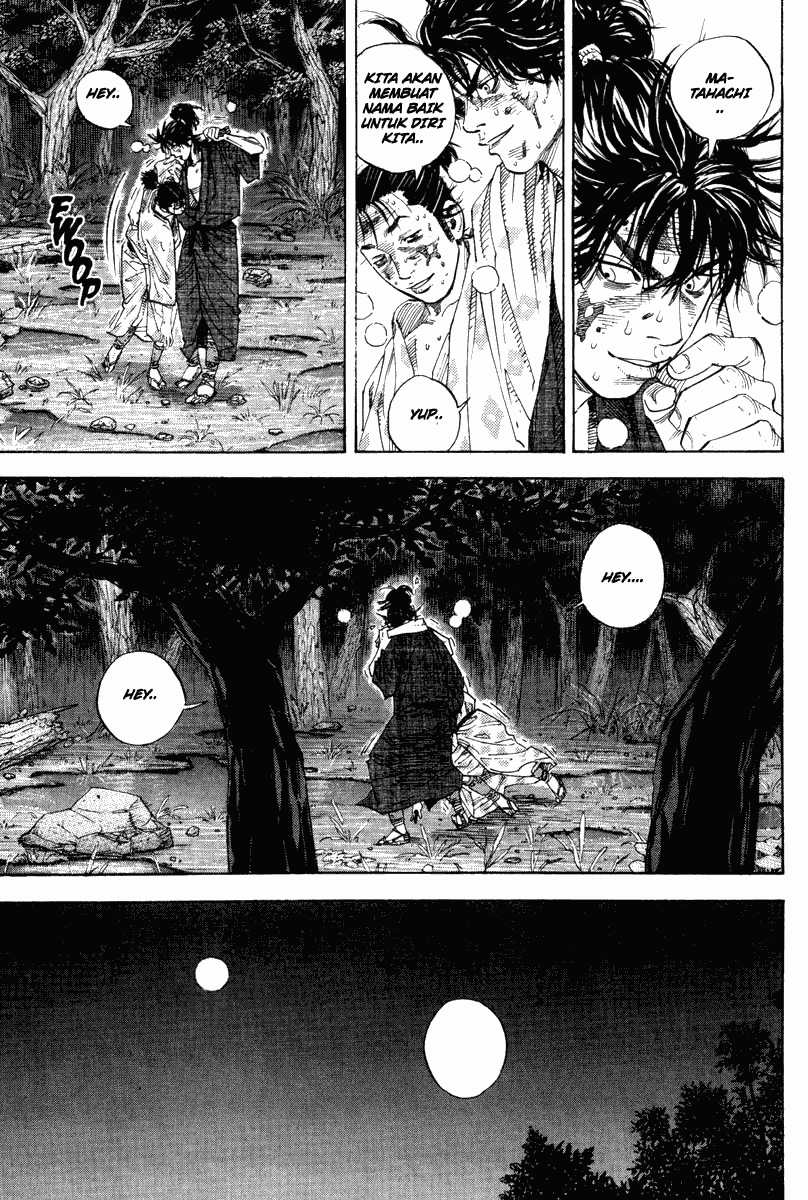 MA-
TAHACHI
..
KITA AKAN
MEMBUAT
NAMA BAIK
UNTUK DIRI
KITA..
YUP..
HEY..
FWOOP
HEY....
HEY..